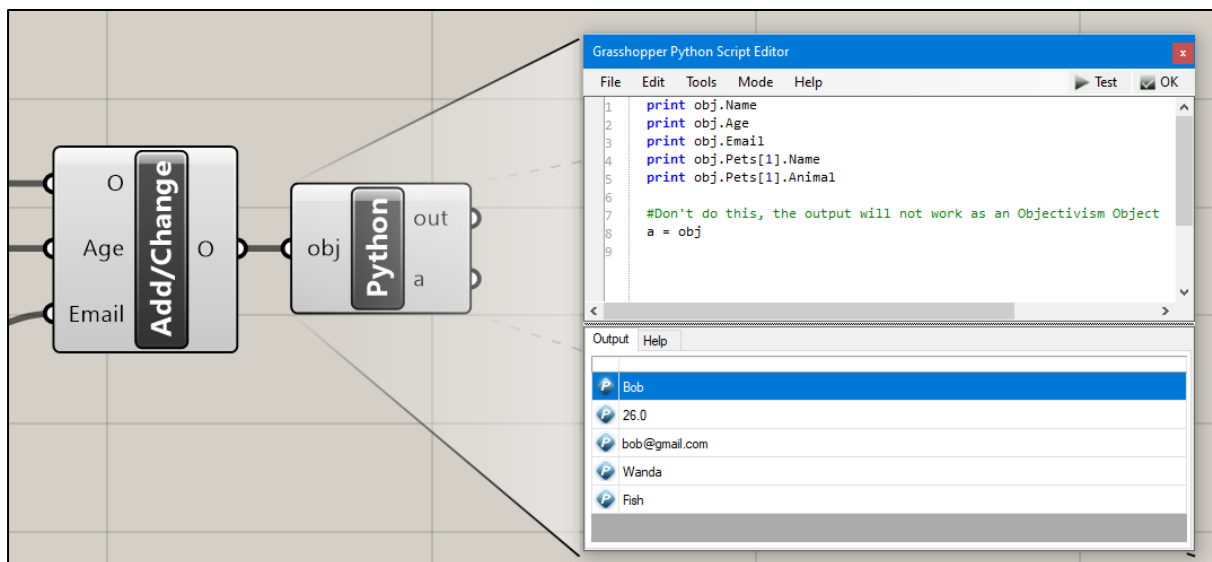 O
Age
Email
Add/Change
O
obj
Python
out
a
Grasshopper Python Script Editor
x
File Edit Tools Mode Help Test OK
1 print obj.Name
2 print obj.Age
3 print obj.Email
4 print obj.Pets[1].Name
5 print obj.Pets[1].Animal
6
7 #Don't do this, the output will not work as an Objectivism Object
8 a = obj
9
Output Help
P Bob
P 26.0
P bob@gmail.com
P Wanda
P Fish